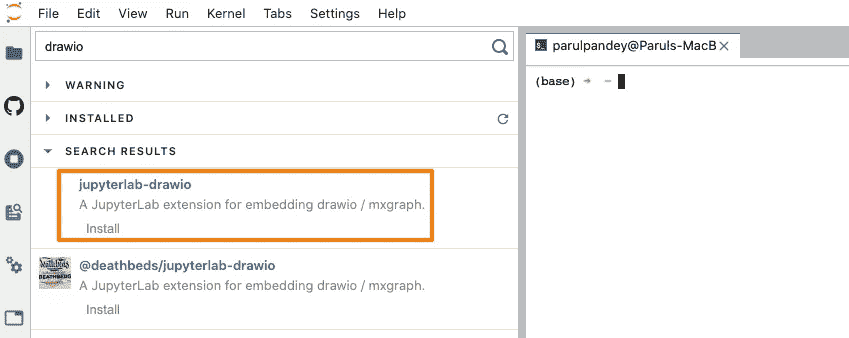 File Edit View Run Kernel Tabs Settings Help
drawio
parulpandey@Paruls-MacB
WARNING
(base) ➜ ~
INSTALLED
SEARCH RESULTS
jupyterlab-drawio
A JupyterLab extension for embedding drawio / mxgraph.
Install
@deathbeds/jupyterlab-drawio
A JupyterLab extension for embedding drawio / mxgraph.
Install